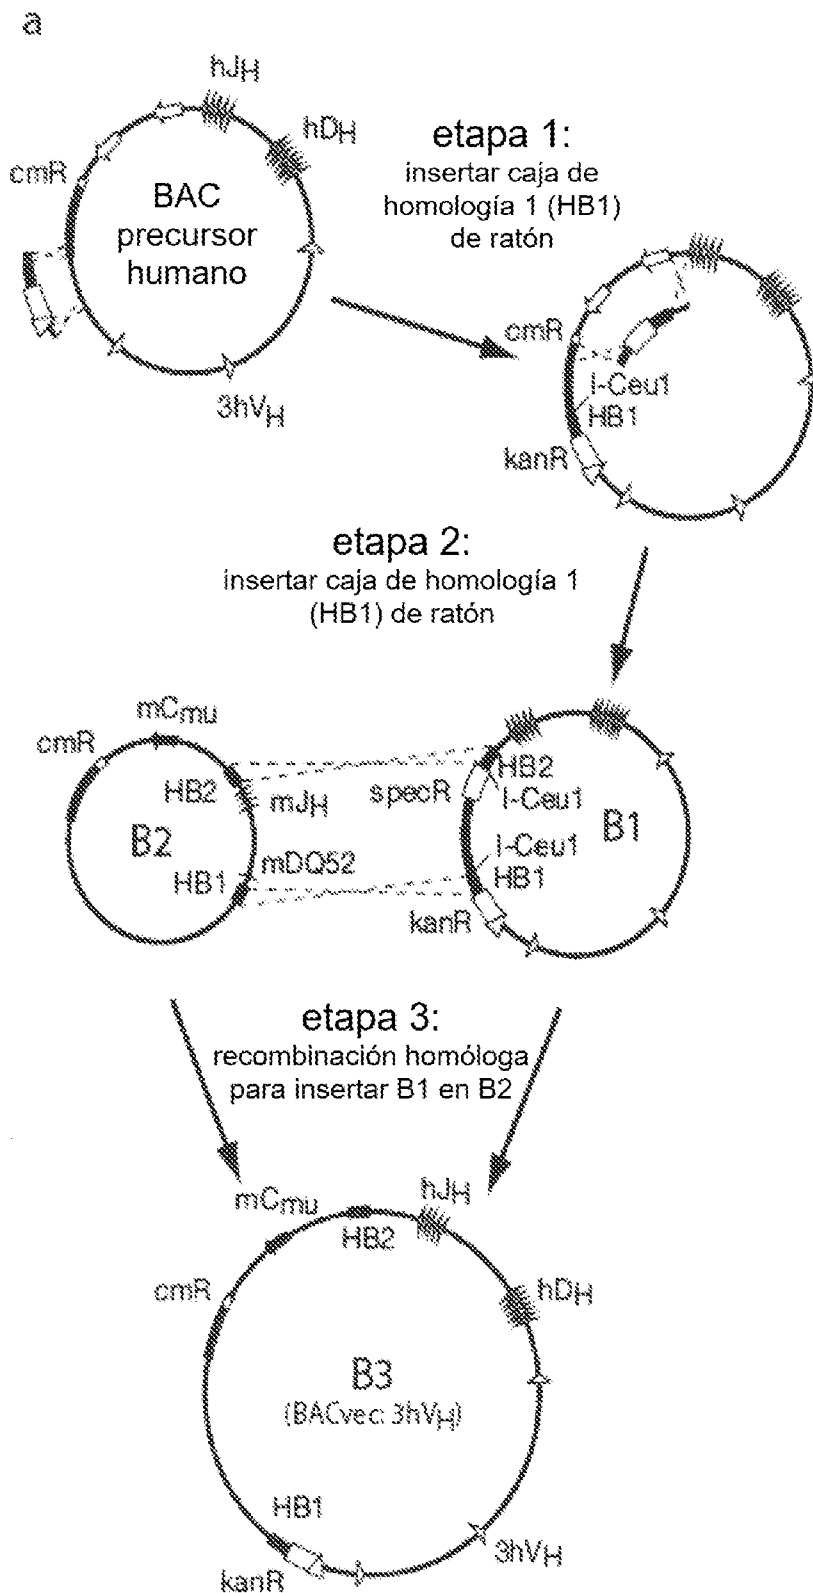 a
hJH
hDH
cmR
BAC
precursor
humano
3hVH
etapa 1:
insertar caja de
homología 1 (HB1)
de ratón
cmR
I-Ceu1
HB1
kanR
etapa 2:
insertar caja de homología 1
(HB1) de ratón
mCmu
cmR
HB2
mJH
B2
mDQ52
HB1
specR
HB2
I-Ceu1
B1
I-Ceu1
HB1
kanR
etapa 3:
recombinación homóloga
para insertar B1 en B2
mCmu
HB2
hJH
cmR
hDH
B3
(BACvec: 3hVH)
HB1
kanR
3hVH